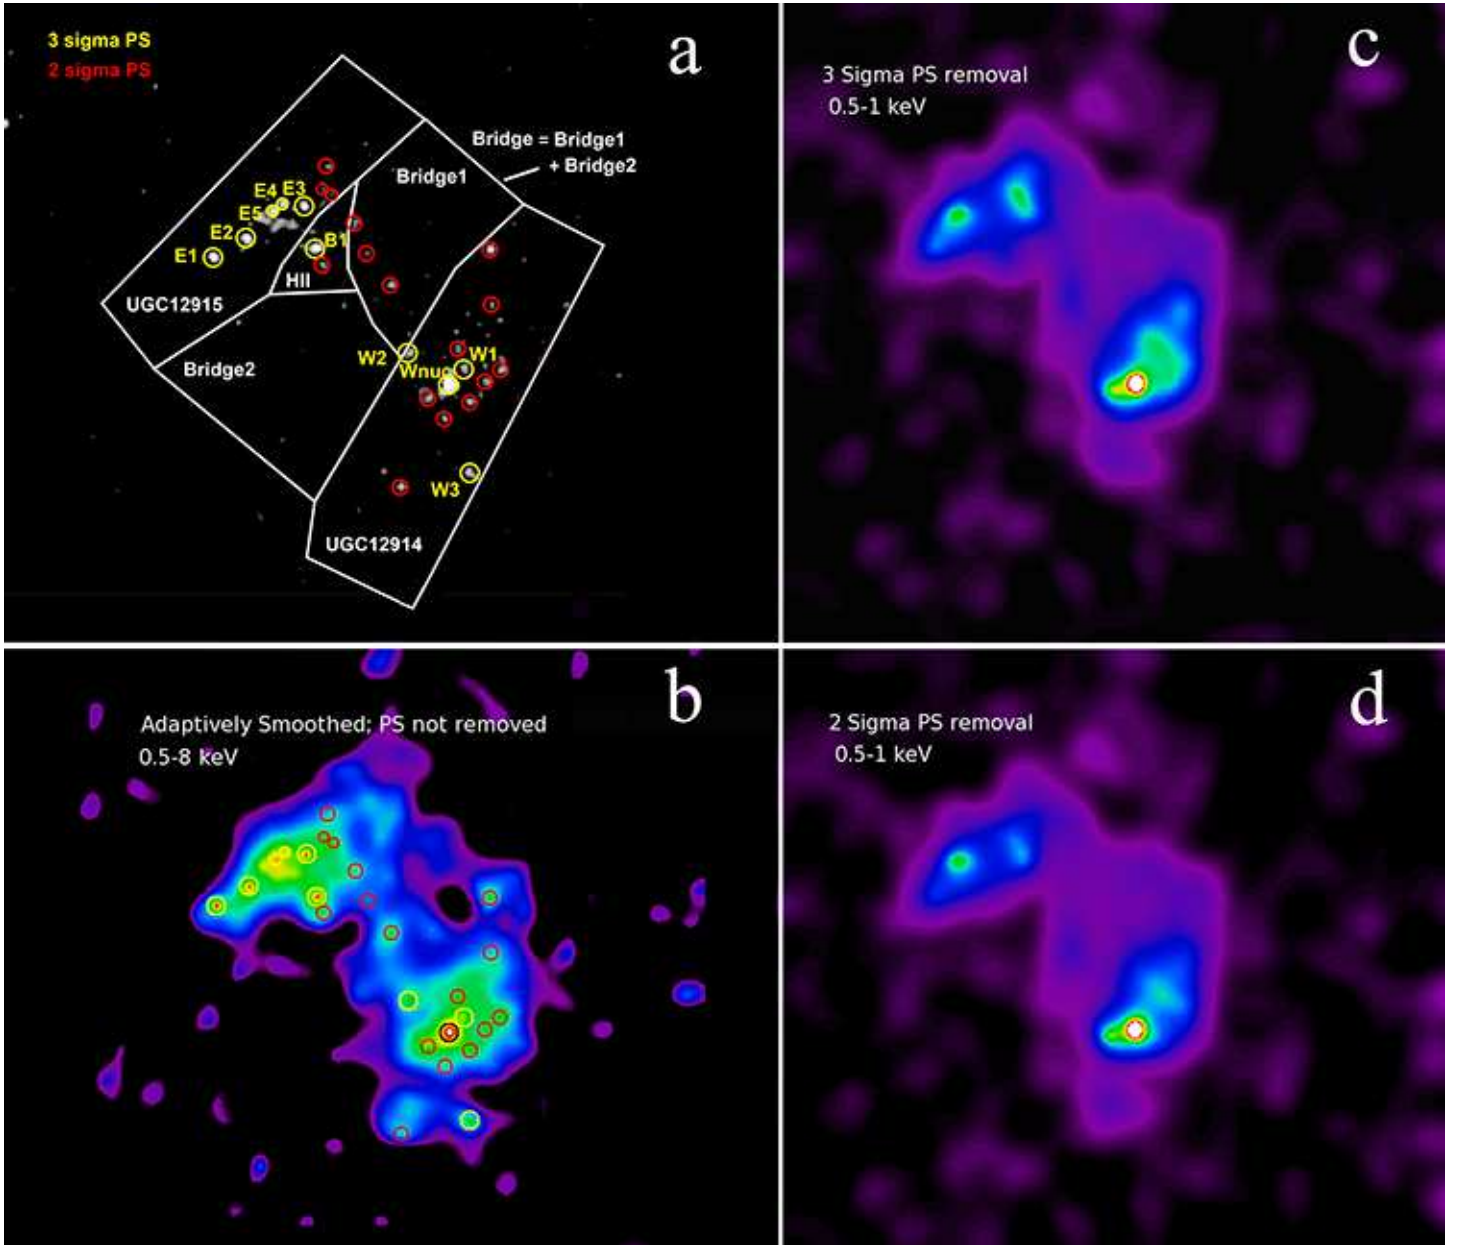 3 sigma PS
2 sigma PS
a
Bridge = Bridge1
+ Bridge2
Bridge1
E4 E3
E5
E2
B1
E1
HII
UGC12915
W2
W1
Wnuc
Bridge2
W3
UGC12914
c
3 Sigma PS removal
0.5-1 keV
b
Adaptively Smoothed; PS not removed
0.5-8 keV
d
2 Sigma PS removal
0.5-1 keV